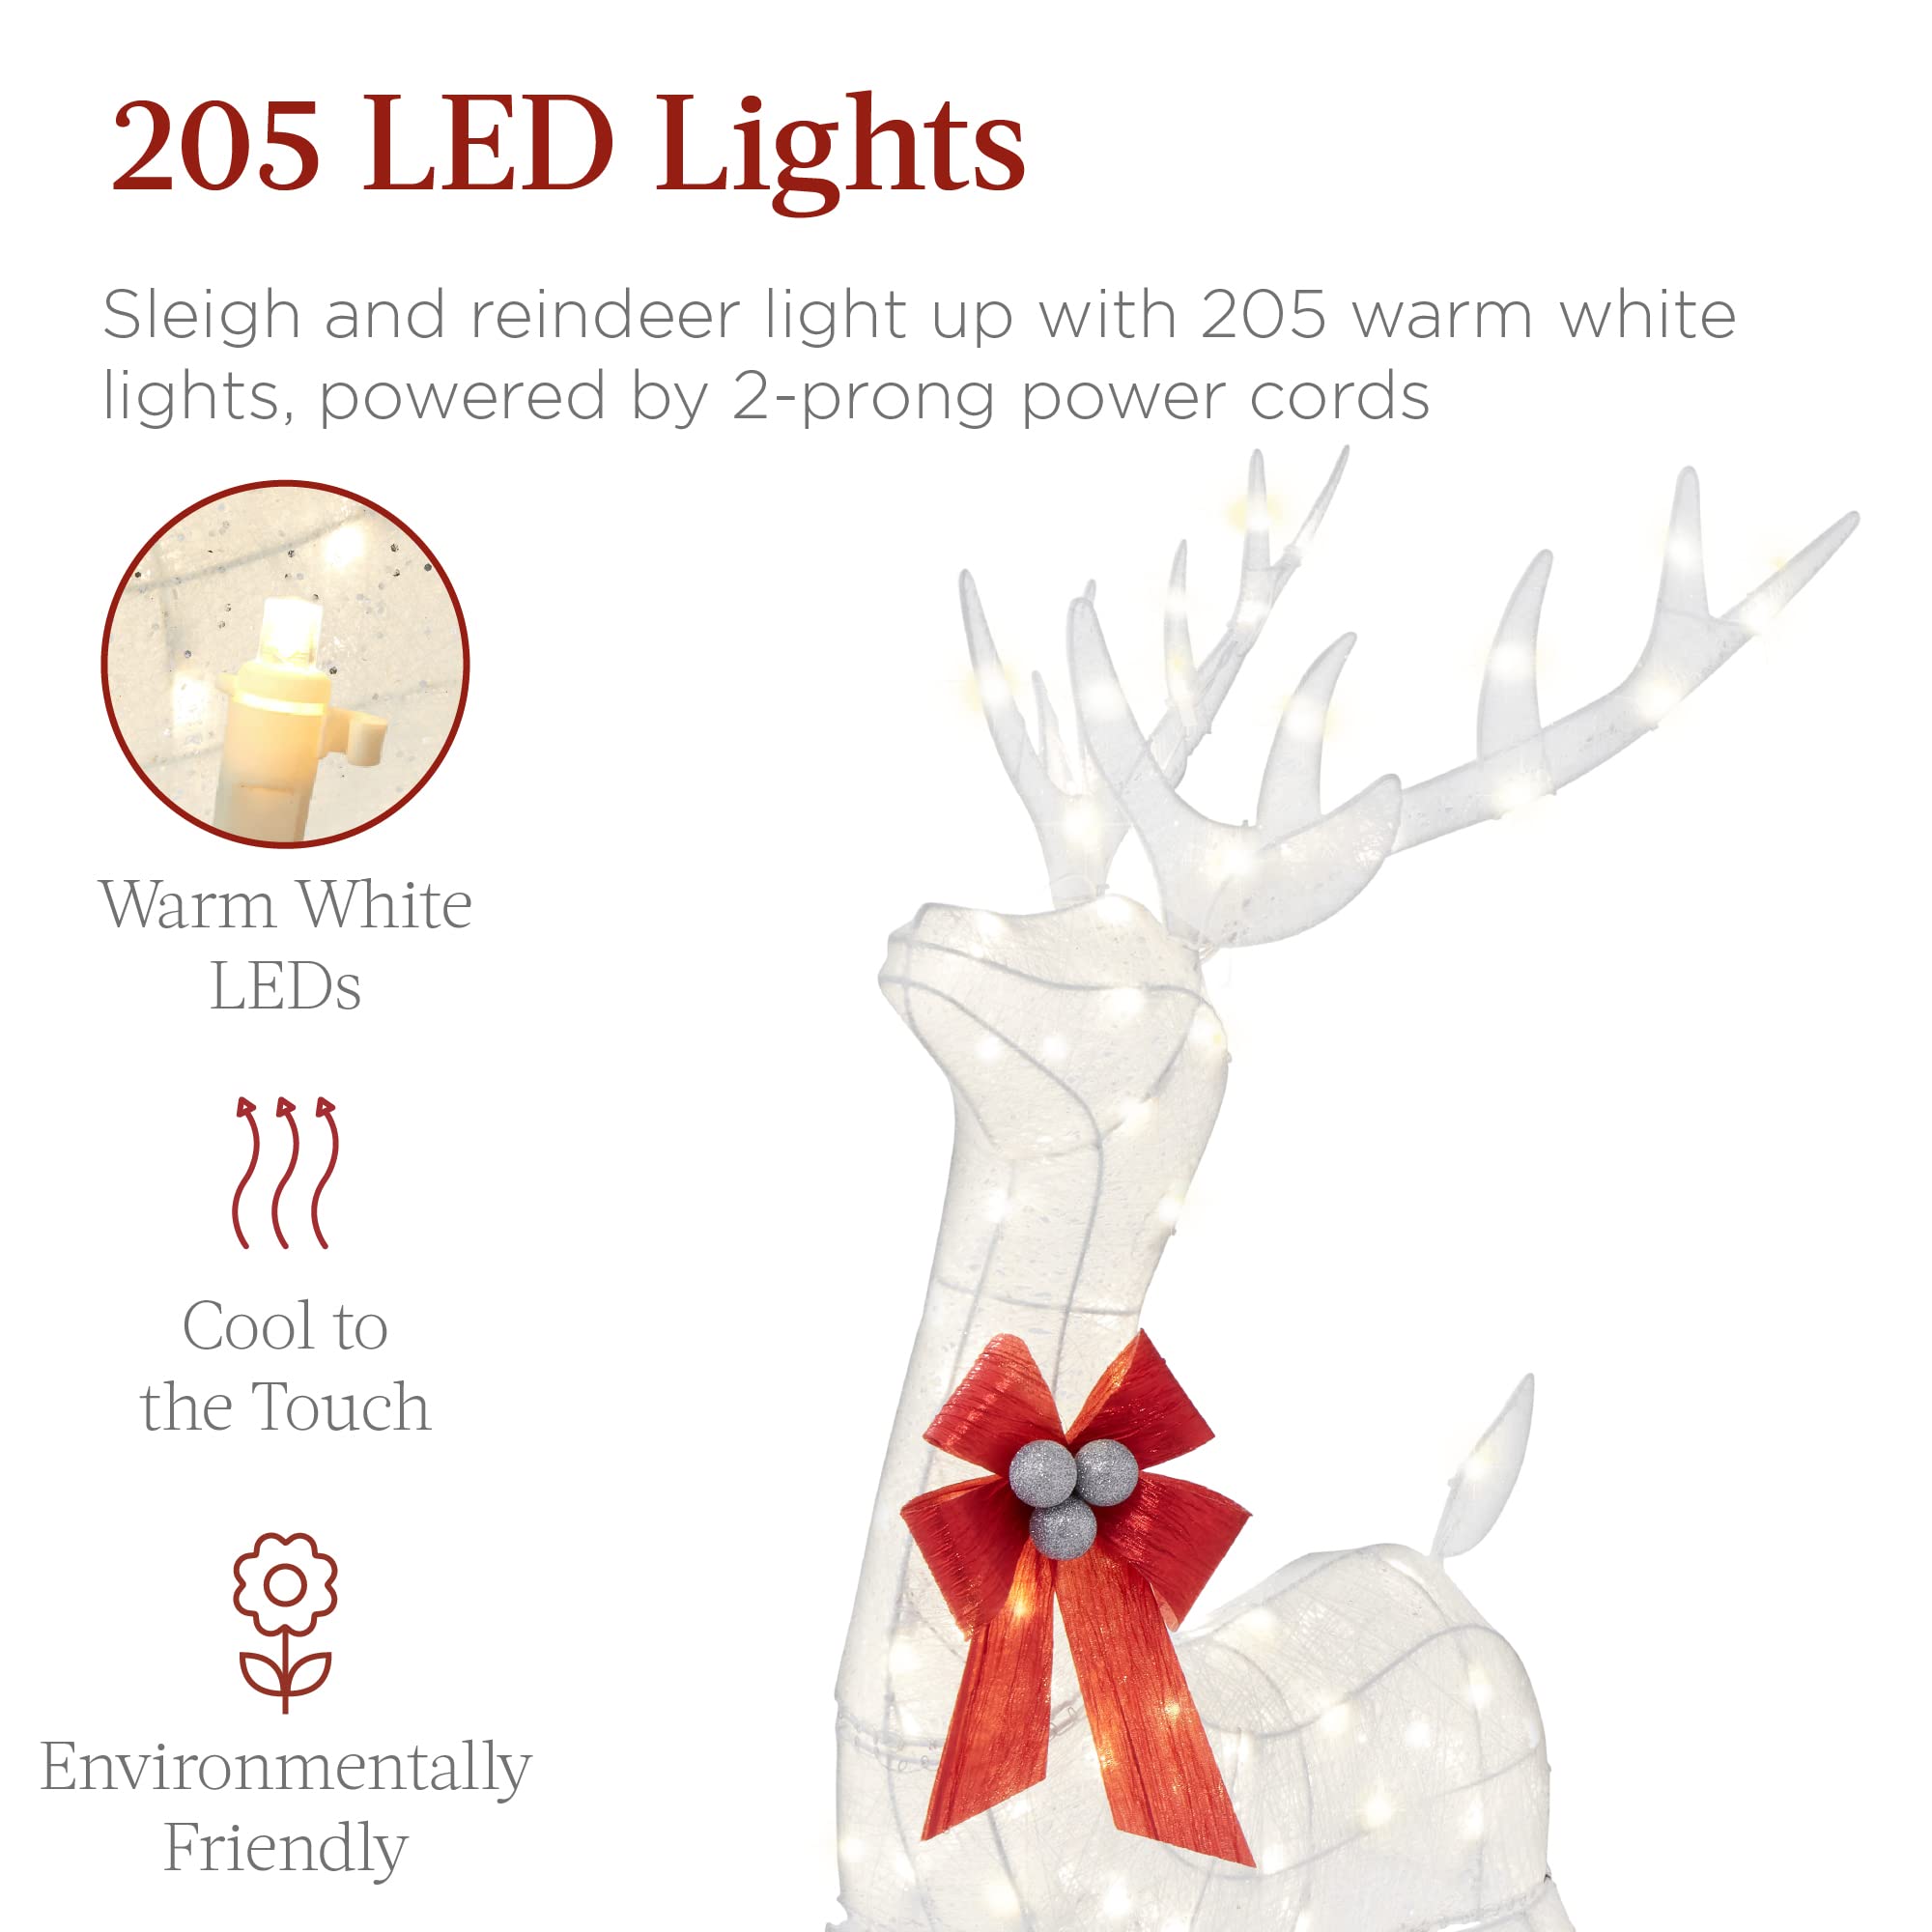 205 LED Lights
Sleigh and reindeer light up with 205 warm white
lights, powered by 2-prong power cords
Warm White
LEDs
Cool to
the Touch
Environmentally
Friendly